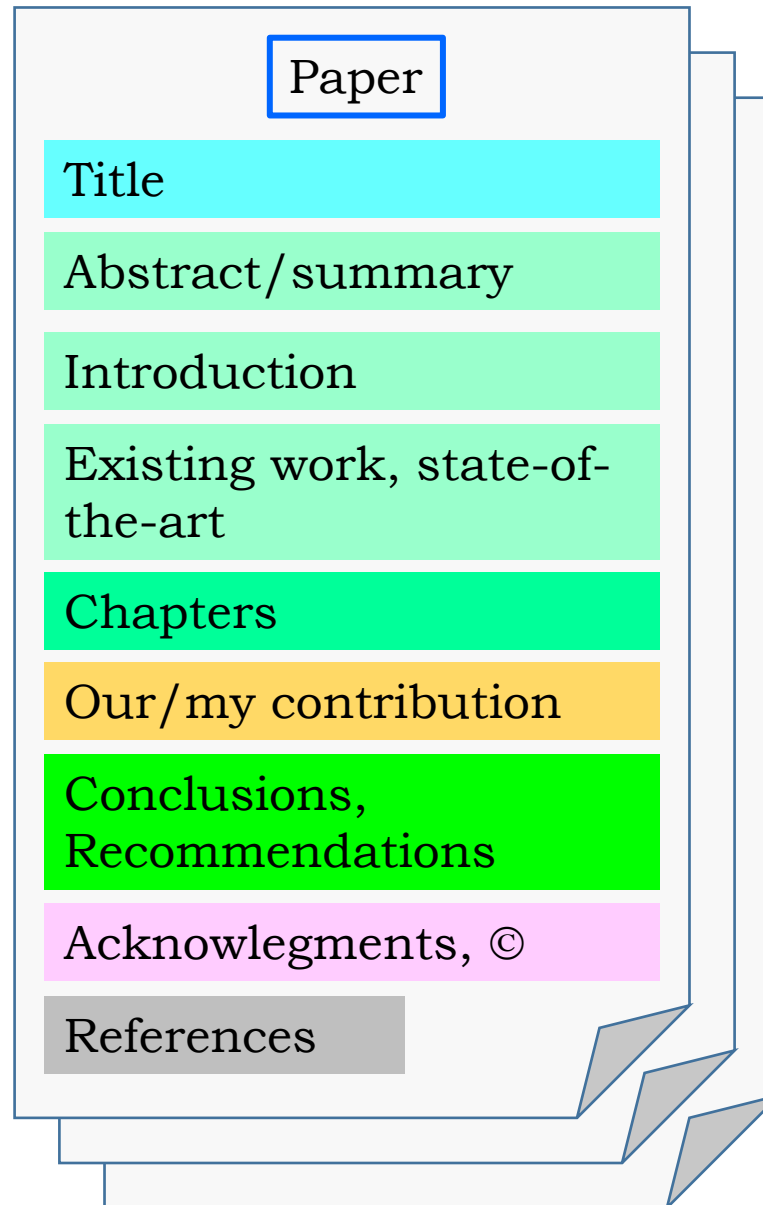 Paper
Title
Abstract/summary
Introduction
Existing work, state-of-
the-art
Chapters
Our/my contribution
Conclusions,
Recommendations
Acknowlegments, ©
References